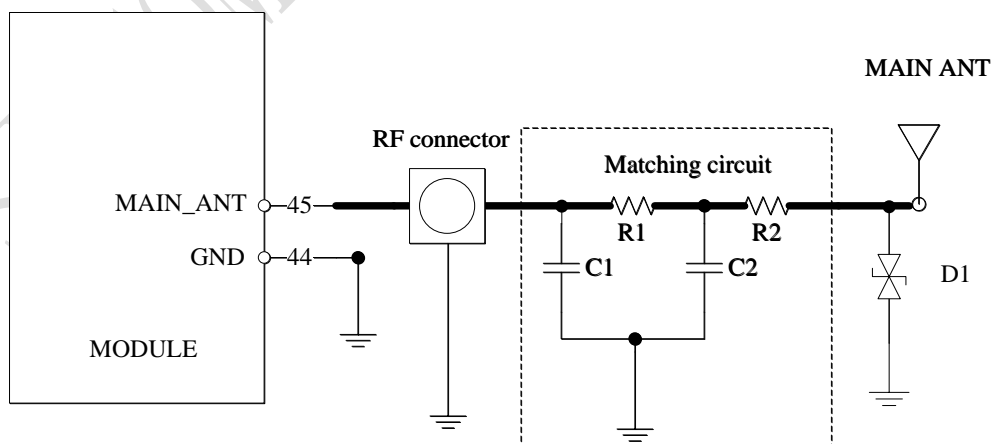 MAIN ANT
RF connector
Matching circuit
MAIN_ANT
45
R1
R2
GND
44
C1
C2
D1
MODULE